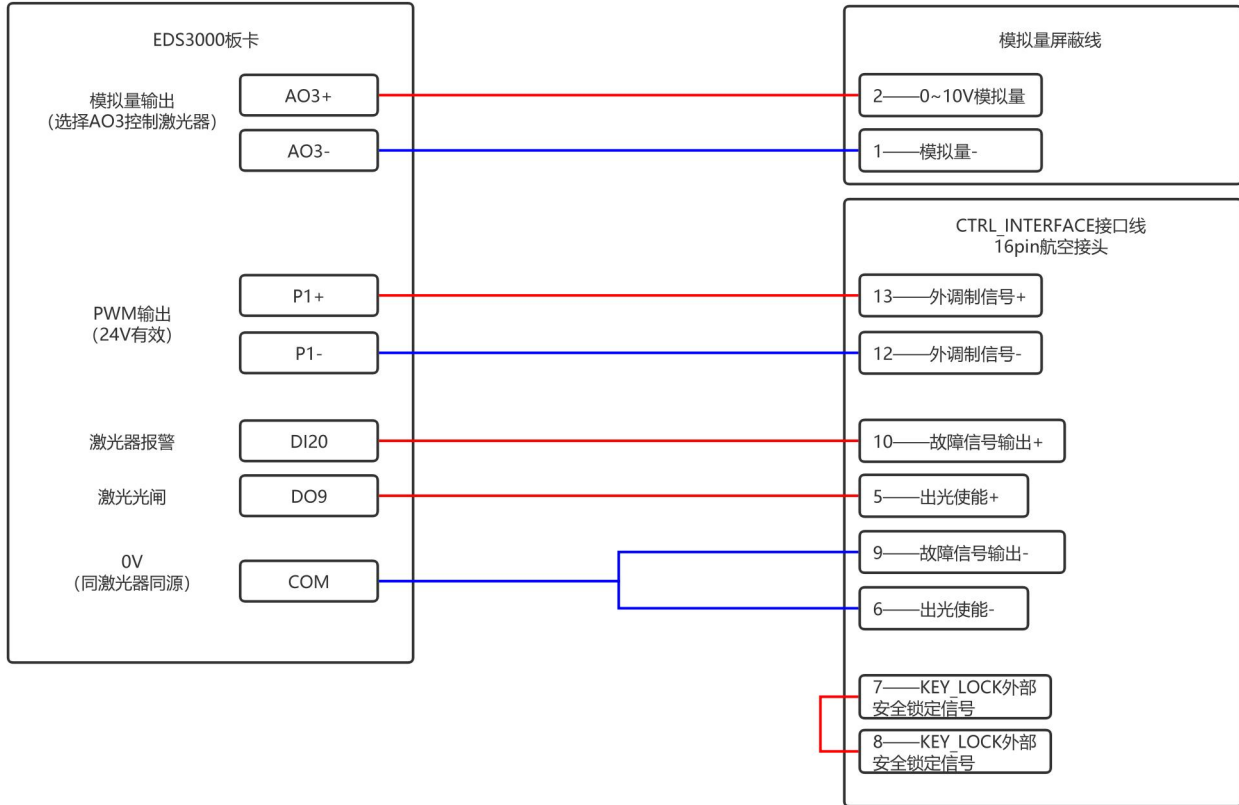 EDS3000板卡
模拟量输出
（选择AO3控制激光器）
AO3+
AO3-
PWM输出
（24V有效）
P1+
P1-
激光器报警
DI20
激光光闸
DO9
0V
（同激光器同源）
COM
模拟量屏蔽线
2——0~10V模拟量
1——模拟量-
CTRL_INTERFACE接口线
16pin航空接头
13——外调制信号+
12——外调制信号-
10——故障信号输出+
5——出光使能+
9——故障信号输出-
6——出光使能-
7——KEY_LOCK外部
安全锁定信号
8——KEY_LOCK外部
安全锁定信号